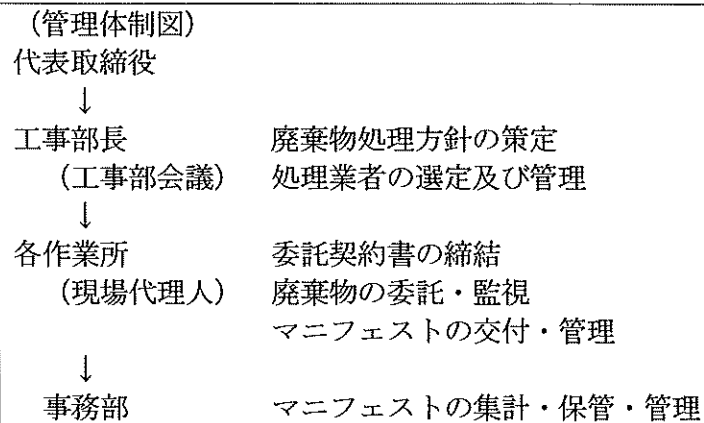 （管理体制図）
代表取締役
↓
工事部長　廃棄物処理方針の策定
（工事部会議）　処理業者の選定及び管理
↓
各作業所　委託契約書の締結
（現場代理人）　廃棄物の委託・監視
マニフェストの交付・管理
↓
事務部　マニフェストの集計・保管・管理